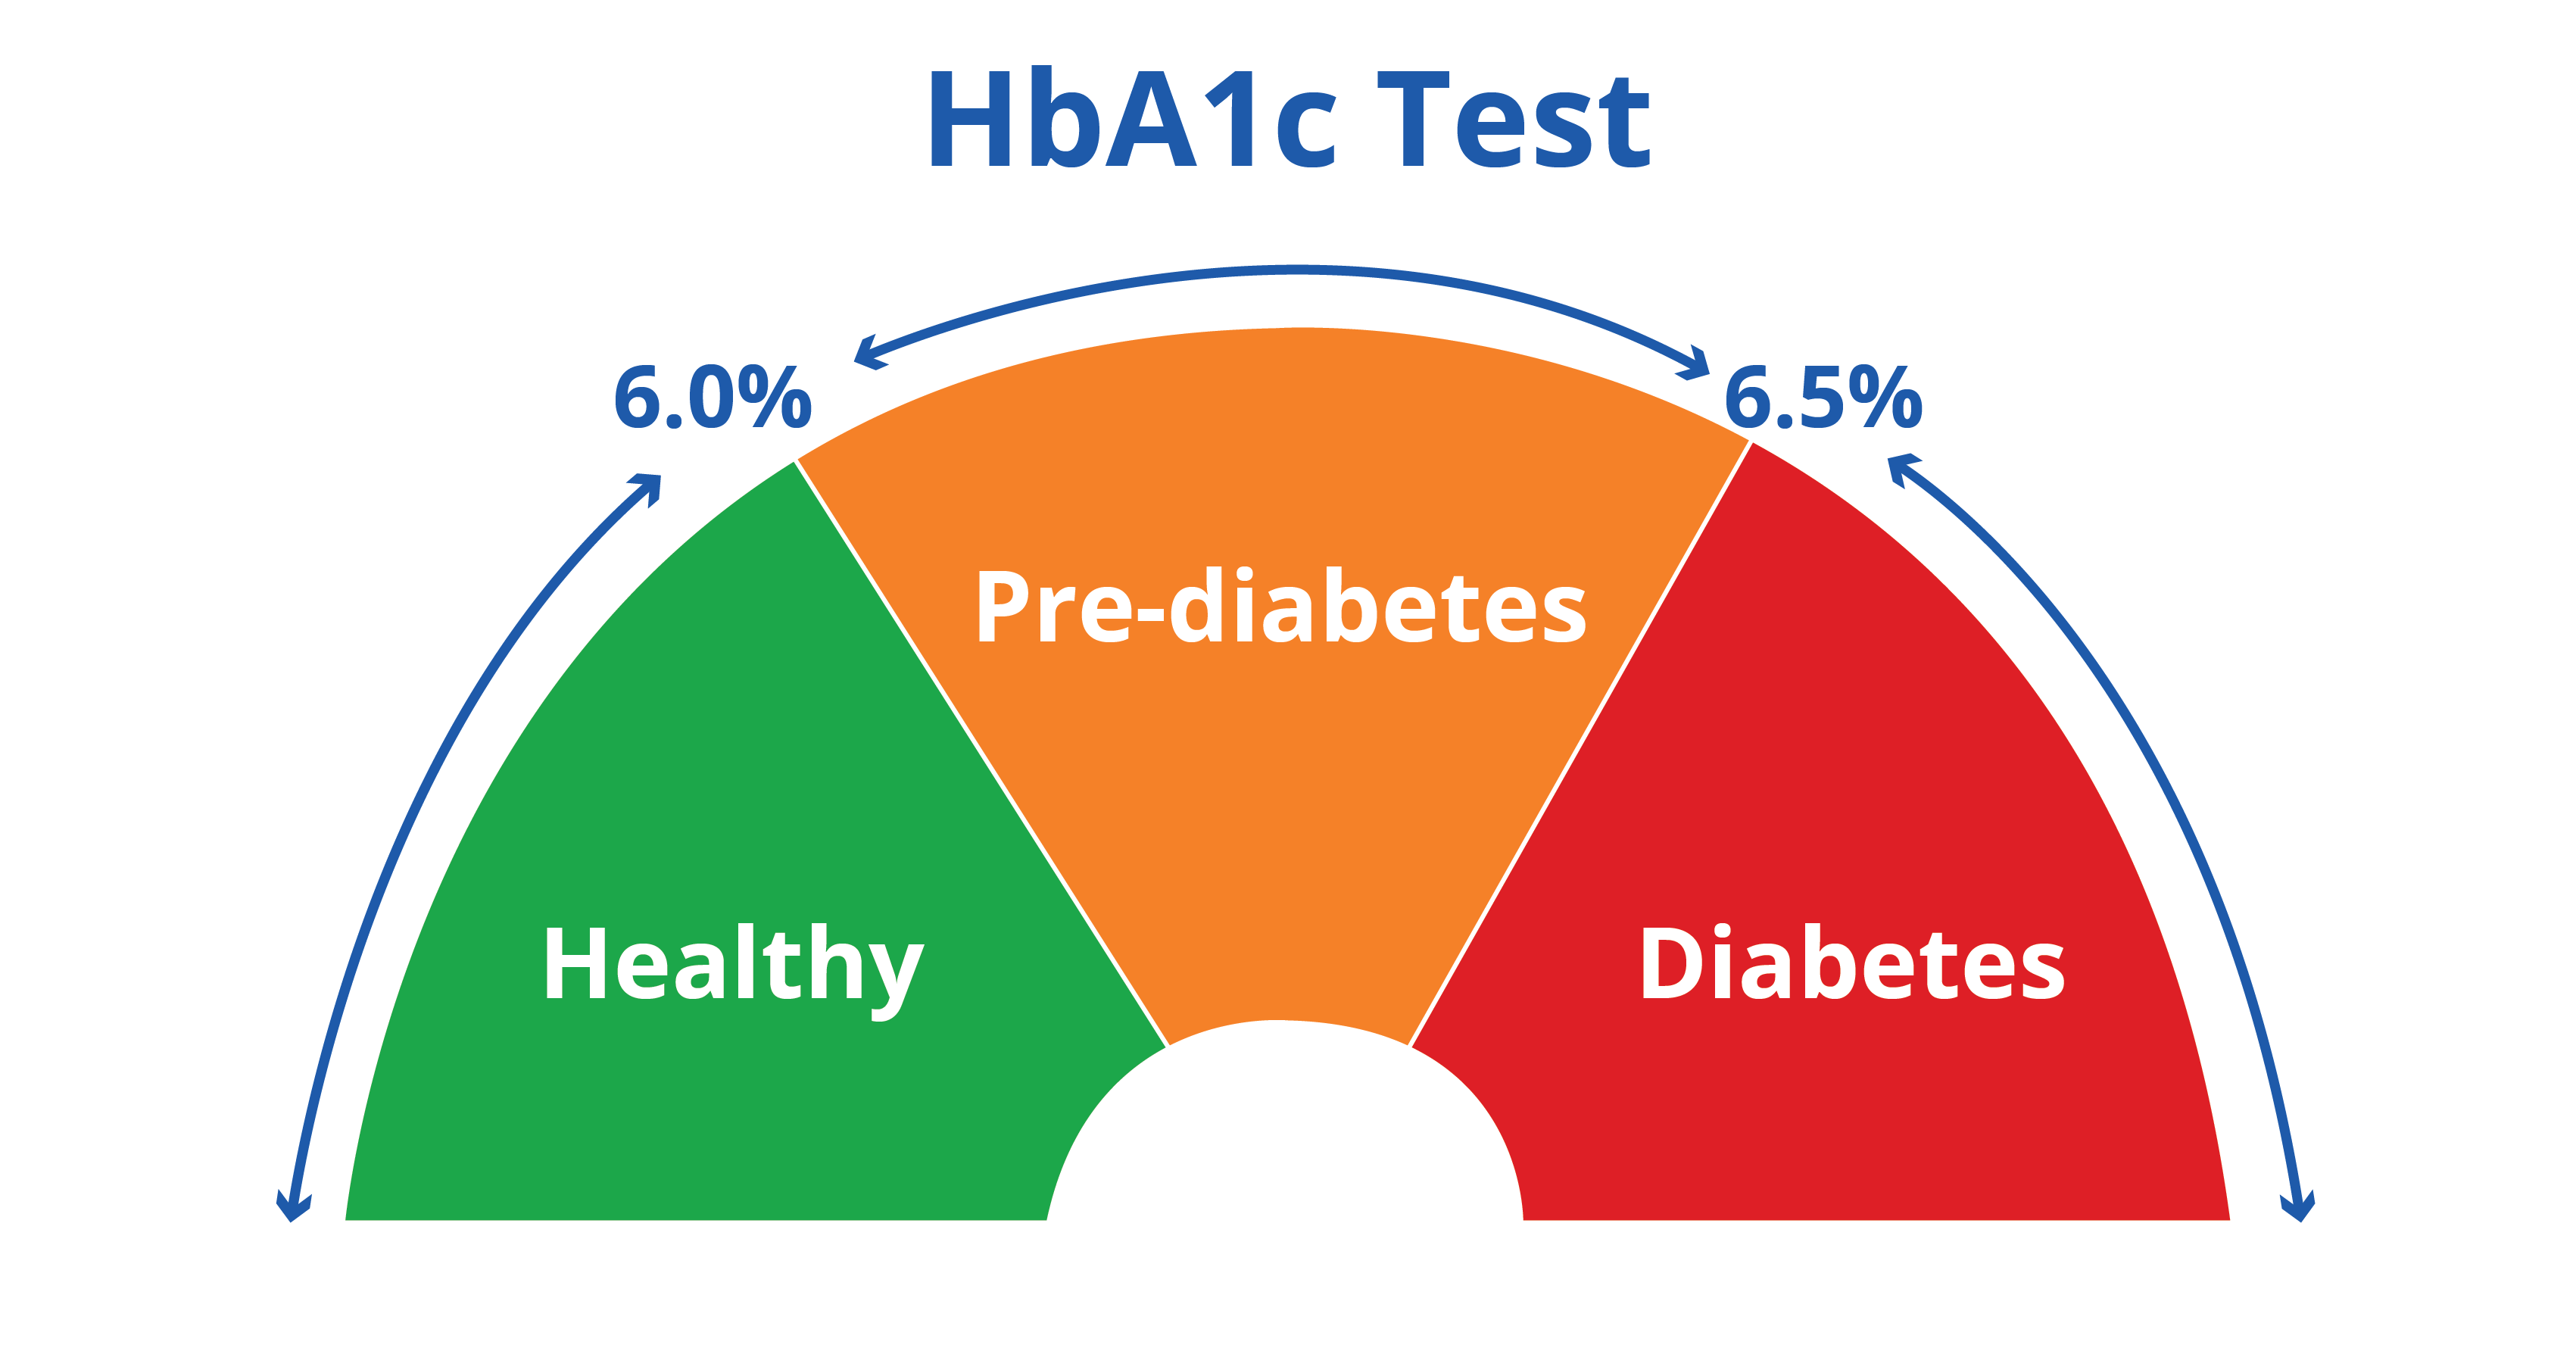 HbA1c Test
6.0%
6.5%
Pre-diabetes
Healthy
Diabetes